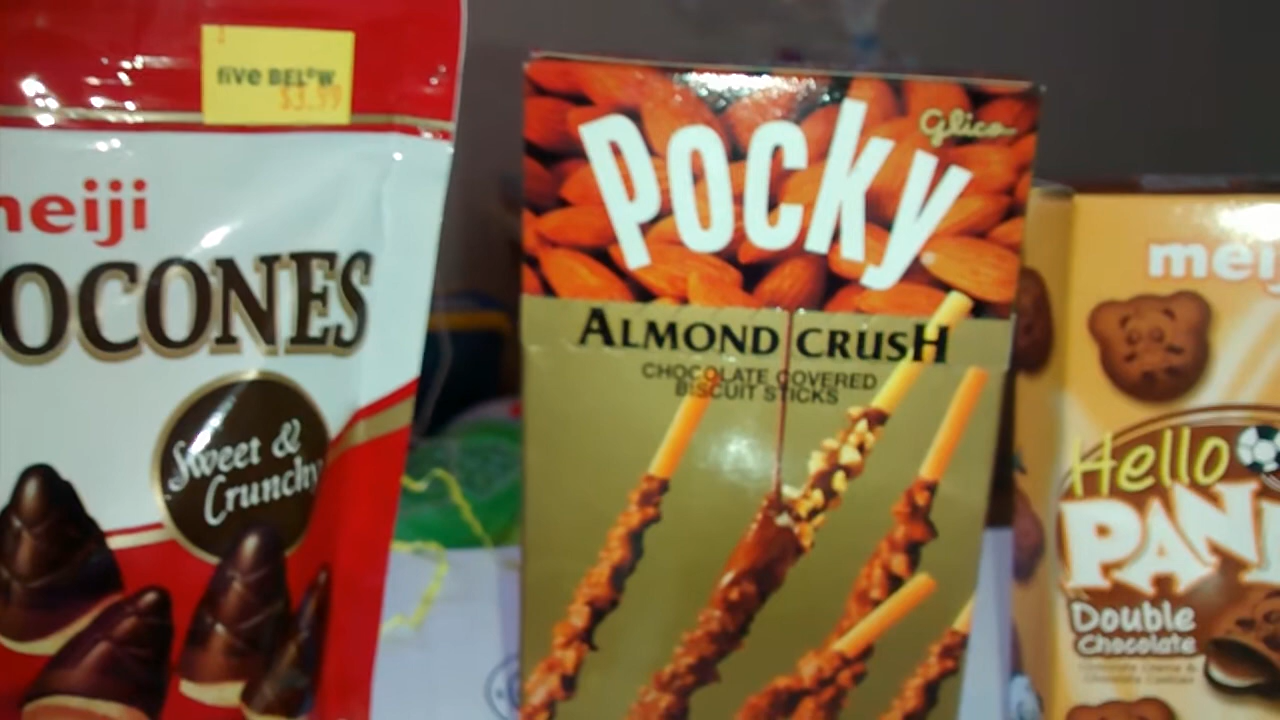 five BEL°W
$3.99
meiji
OCONES
Sweet &
Crunchy
Glico
POCKY
ALMOND CRUSH
CHOCOLATE COVERED
BISCUIT STICKS
mei
Hello
PAN
Double
Chocolate